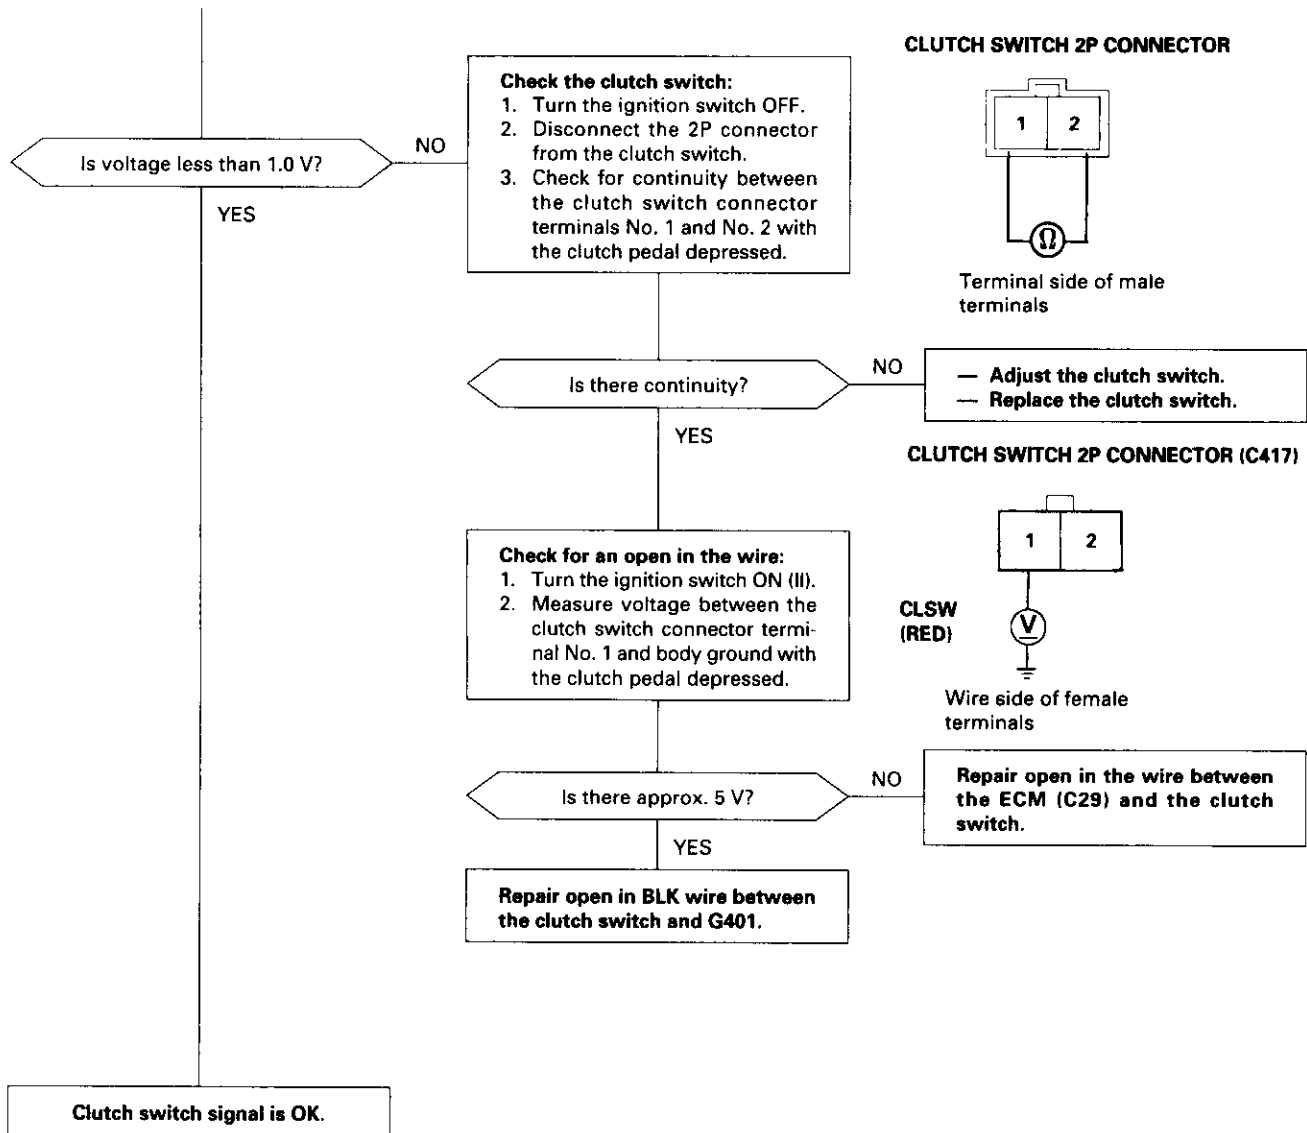 CLUTCH SWITCH 2P CONNECTOR
Check the clutch switch:
1. Turn the ignition switch OFF.
2. Disconnect the 2P connector
from the clutch switch.
3. Check for continuity between
the clutch switch connector
terminals No. 1 and No. 2 with
the clutch pedal depressed.
1 2
Ω
Terminal side of male
terminals
Is voltage less than 1.0 V?
NO
YES
Is there continuity?
NO
— Adjust the clutch switch.
— Replace the clutch switch.
YES
CLUTCH SWITCH 2P CONNECTOR (C417)
1 2
CLSW
(RED)
V
Wire side of female
terminals
Check for an open in the wire:
1. Turn the ignition switch ON (II).
2. Measure voltage between the
clutch switch connector termi-
nal No. 1 and body ground with
the clutch pedal depressed.
Is there approx. 5 V?
NO
Repair open in the wire between
the ECM (C29) and the clutch
switch.
YES
Repair open in BLK wire between
the clutch switch and G401.
Clutch switch signal is OK.